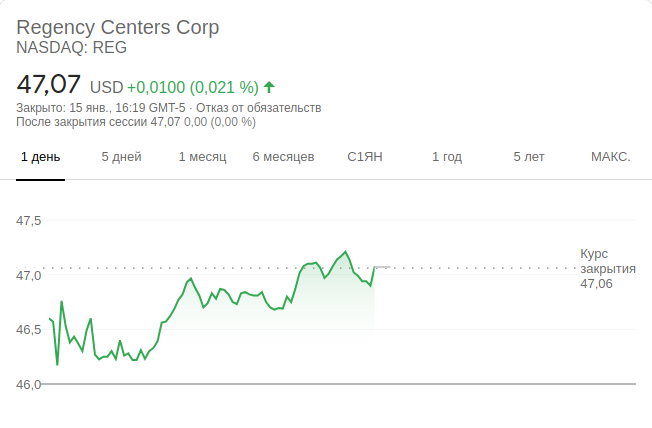 Regency Centers Corp
NASDAQ: REG
47,07 USD +0,0100 (0,021 %)
Закрыто: 15 янв., 16:19 GMT-5 · Отказ от обязательств
После закрытия сессии 47,07 0,00 (0,00 %)
1 день 5 дней 1 месяц 6 месяцев С1ЯН 1 год 5 лет МАКС.
47,5
47,0
46,5
46,0
Курс
закрытия
47,06